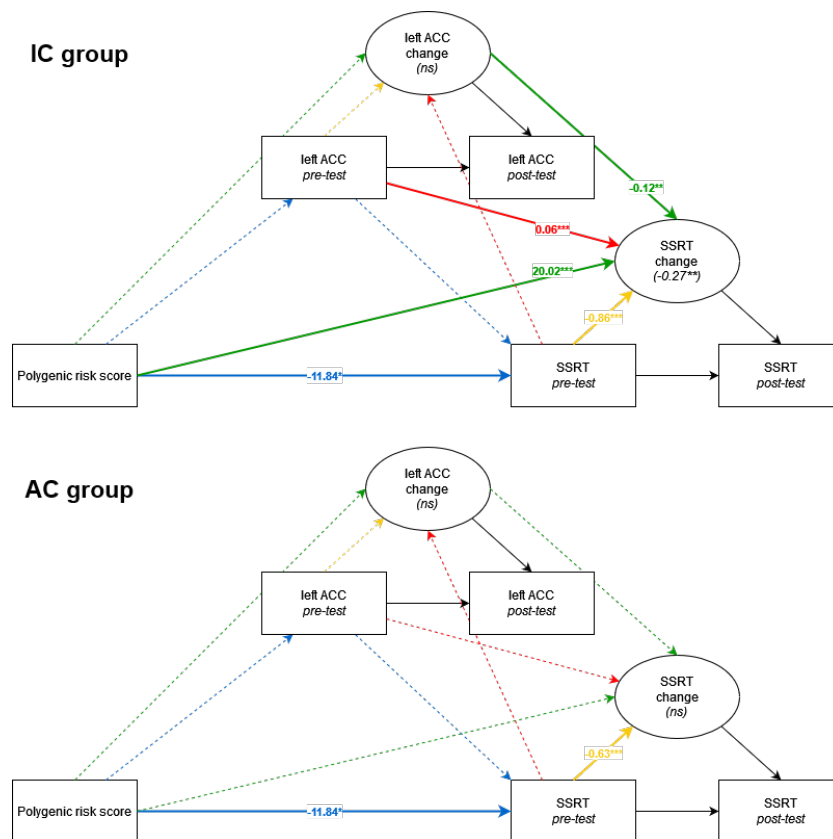 IC group
left ACC
change
(ns)
left ACC
pre-test
left ACC
post-test
-0.12**
0.06***
20.02***
SSRT
change
(-0.27**)
-0.86***
Polygenic risk score
-11.84*
SSRT
pre-test
SSRT
post-test
AC group
left ACC
change
(ns)
left ACC
pre-test
left ACC
post-test
SSRT
change
(ns)
-0.63***
Polygenic risk score
-11.84*
SSRT
pre-test
SSRT
post-test